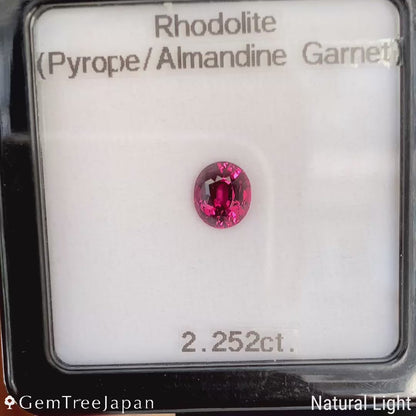 Rhodolite
(Pyrope/Almandine Garnet)
2.252ct.
GemTreeJapan
Natural Light